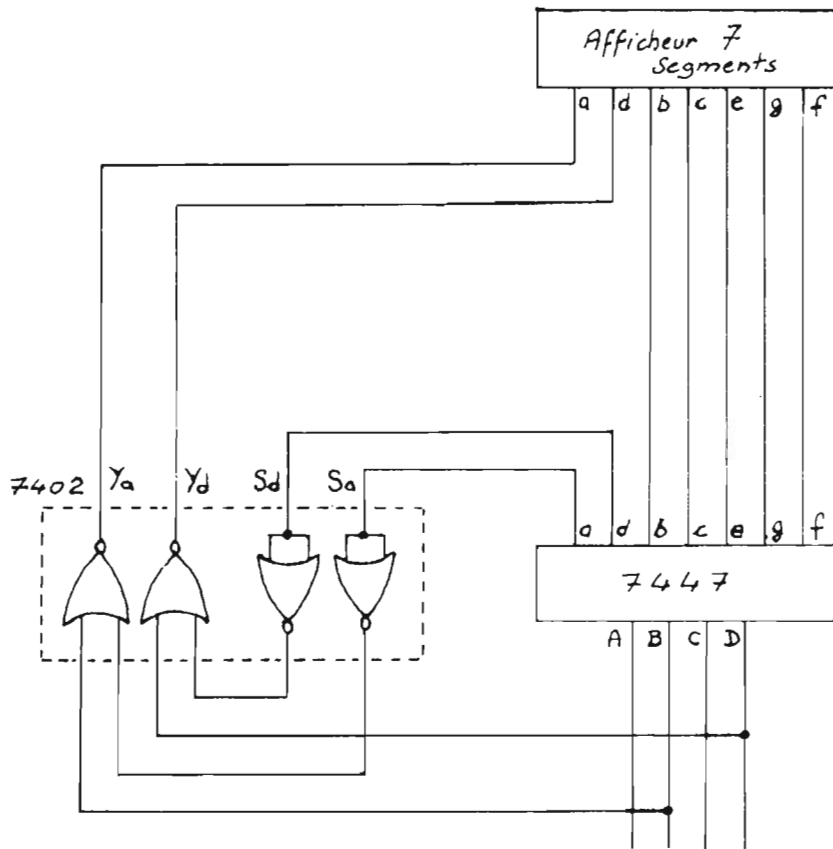 Afficheur 7
Segments
a d b c e g f
7402 Ya Yd Sd Sa
a d b c e g f
7447
A B C D